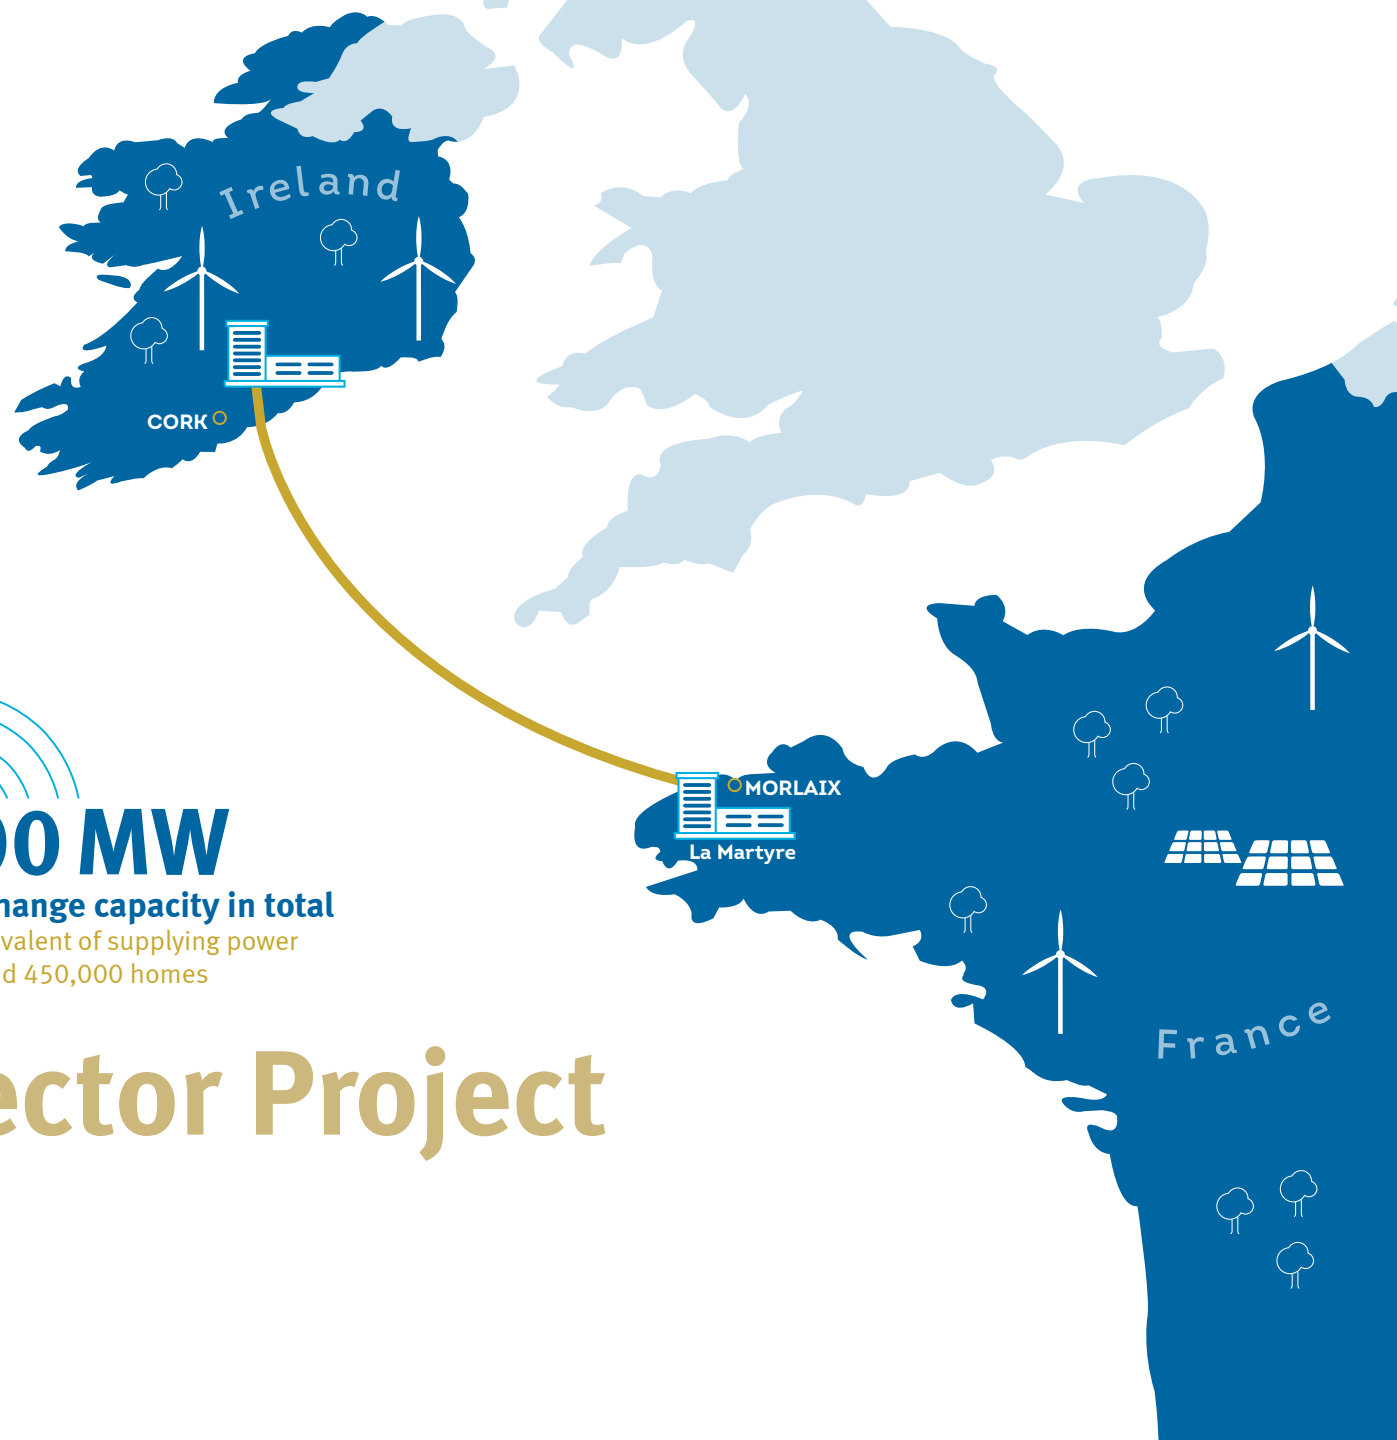 Ireland
CORK
MORLAIX
La Martyre
00 MW
hange capacity in total
valent of supplying power
d 450,000 homes
France
ector Project